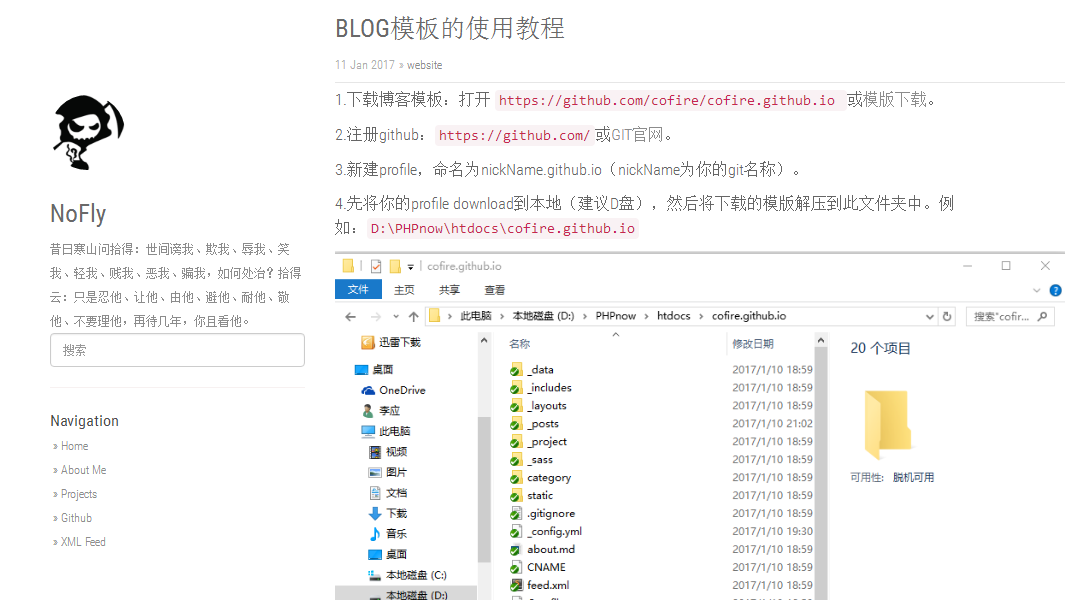 NoFly
昔日寒山问拾得：世间谤我、欺我、辱我、笑
我、轻我、贱我、恶我、骗我，如何处治？拾得
云：只是忍他、让他、由他、避他、耐他、敬
他、不要理他，再待几年，你且看他。
搜索
Navigation
» Home
» About Me
» Projects
» Github
» XML Feed
BLOG模板的使用教程
11 Jan 2017 » website
1.下载博客模板：打开 https://github.com/cofire/cofire.github.io 或模版下载。
2.注册github： https://github.com/ 或GIT官网。
3.新建profile，命名为nickName.github.io（nickName为你的git名称）。
4.先将你的profile download到本地（建议D盘），然后将下载的模版解压到此文件夹中。例
如： D:\PHPnow\htdocs\cofire.github.io
cofire.github.io
文件 主页 共享 查看
此电脑 › 本地磁盘 (D:) › PHPnow › htdocs › cofire.github.io
搜索"cofir...
迅雷下载
桌面
OneDrive
李应
此电脑
视频
图片
文档
下载
音乐
桌面
本地磁盘 (C:)
本地磁盘 (D:)
名称 修改日期
_data 2017/1/10 18:59
_includes 2017/1/10 18:59
_layouts 2017/1/10 18:59
_posts 2017/1/10 21:02
_project 2017/1/10 18:59
_sass 2017/1/10 18:59
category 2017/1/10 18:59
static 2017/1/10 18:59
.gitignore 2017/1/10 18:59
_config.yml 2017/1/10 19:30
about.md 2017/1/10 18:59
CNAME 2017/1/10 18:59
feed.xml 2017/1/10 18:59
20 个项目
可用性: 脱机可用